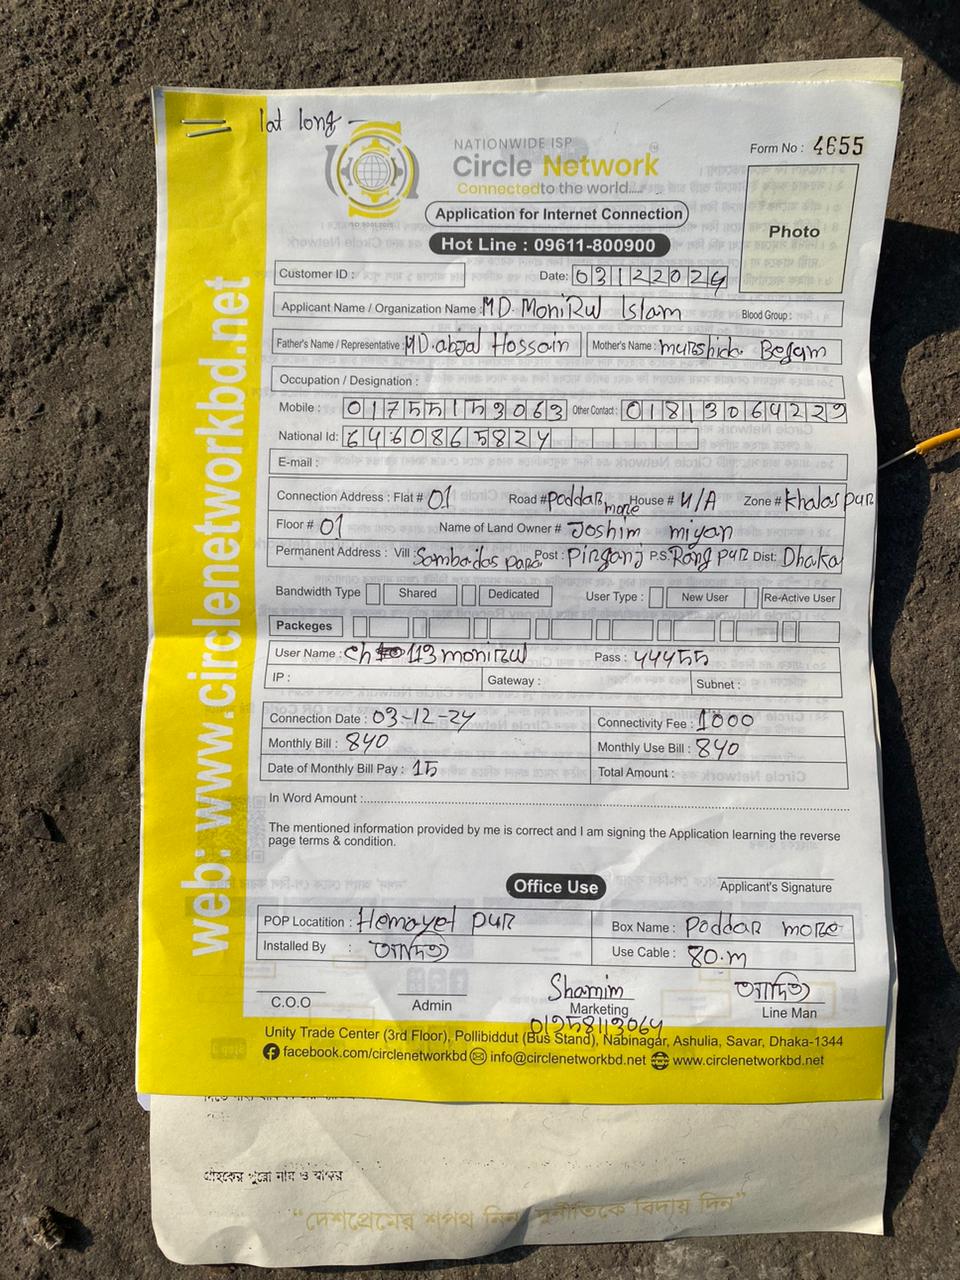 lat long -
NATIONWIDE ISP
Circle Network
Connected to the world.....
Form No : 4655
Application for Internet Connection
Photo
Hot Line : 09611-800900
Customer ID :
Date: 03122024
Applicant Name / Organization Name : MD. MoniRul Islam Blood Group :
Father's Name / Representative : MD. abjal Hossain Mother's Name : murshida Begam
Occupation / Designation :
Mobile : 01755153063 Other Contact : 01813064229
National Id: 6460865824
E-mail :
Connection Address : Flat # 01 Road # poddar more House # N/A Zone # Khalas pur
Floor # 01 Name of Land Owner # Joshim miyan
Permanent Address : Vill : Post : Pirganj P.S. Rang pur Dist: Dhaka
Bandwidth Type Shared Dedicated User Type : New User Re-Active User
Packeges
User Name : ch 113 monirul Pass : 44455
IP : Gateway : Subnet :
Connection Date : 03-12-24 Connectivity Fee : 1000
Monthly Bill : 840 Monthly Use Bill : 840
Date of Monthly Bill Pay : 15 Total Amount :
In Word Amount :
The mentioned information provided by me is correct and I am signing the Application learning the reverse
page terms & condition.
Applicant's Signature
Office Use
POP Locatition : Hemayet pur Box Name : Poddar more
Installed By : আদিত্য Use Cable : 80.m
Shamim আদিত্য
C.O.O Admin Marketing Line Man
01958113064
Unity Trade Center (3rd Floor), Pollibiddut (Bus Stand), Nabinagar, Ashulia, Savar, Dhaka-1344
facebook.com/circlenetworkbd info@circlenetworkbd.net www.circlenetworkbd.net
web: www.circlenetworkbd.net
গ্রাহকের পুরো নাম ও স্বাক্ষর
“দেশপ্রেমের শপথ নিন, দুর্নীতিকে বিদায় দিন”